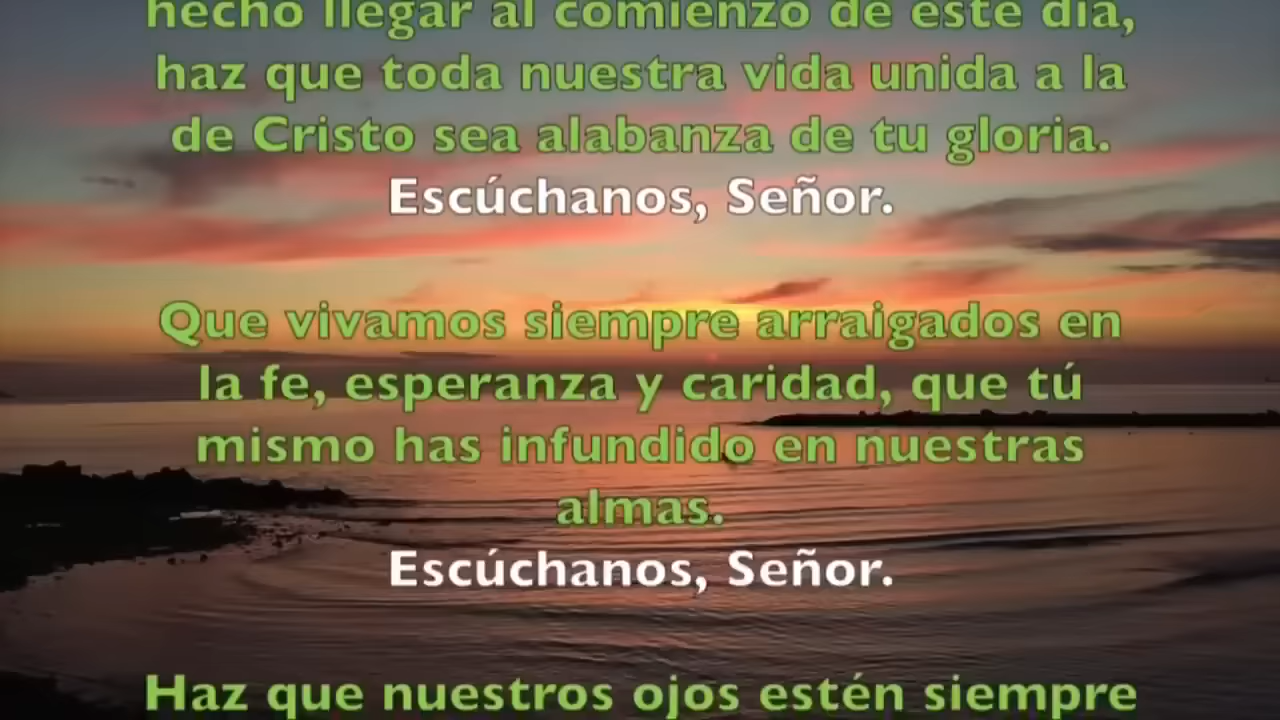 hecho llegar al comienzo de este día,
haz que toda nuestra vida unida a la
de Cristo sea alabanza de tu gloria.
Escúchanos, Señor.
Que vivamos siempre arraigados en
la fe, esperanza y caridad, que tú
mismo has infundido en nuestras
almas.
Escúchanos, Señor.
Haz que nuestros ojos estén siempre